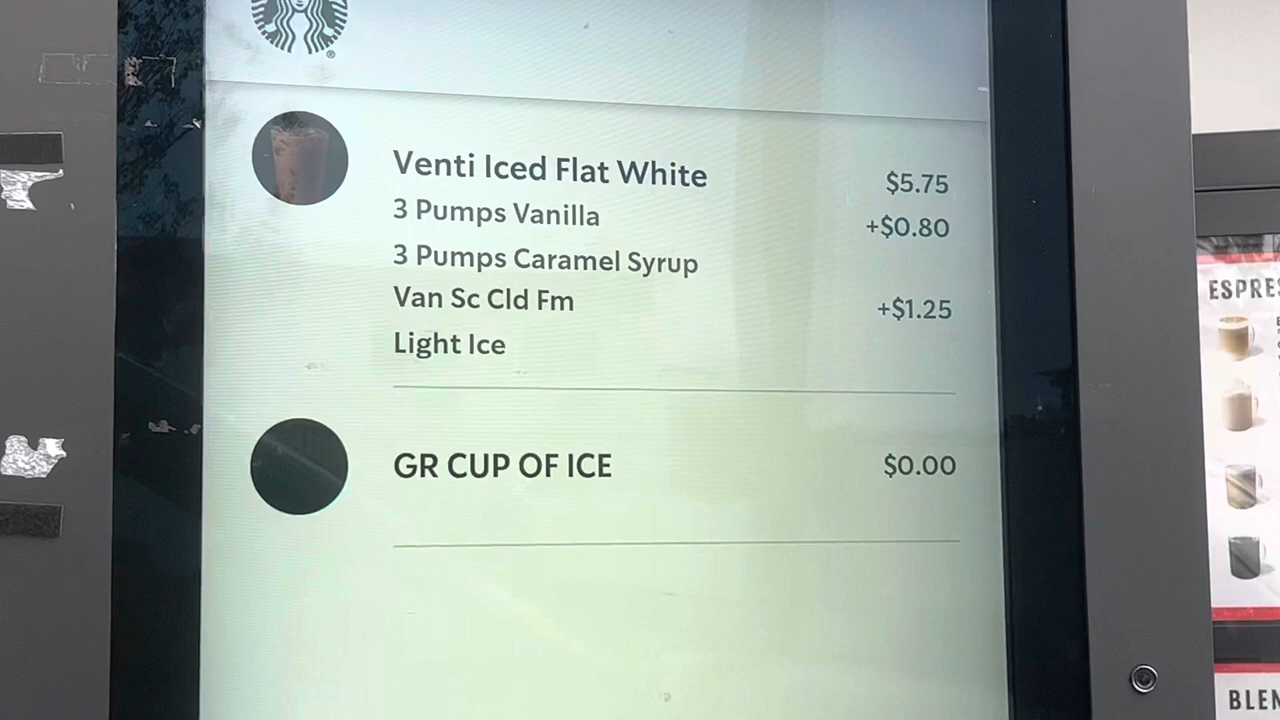 ®
Venti Iced Flat White $5.75
3 Pumps Vanilla +$0.80
3 Pumps Caramel Syrup
Van Sc Cld Fm +$1.25
Light Ice
GR CUP OF ICE $0.00
ESPRE
BLEN